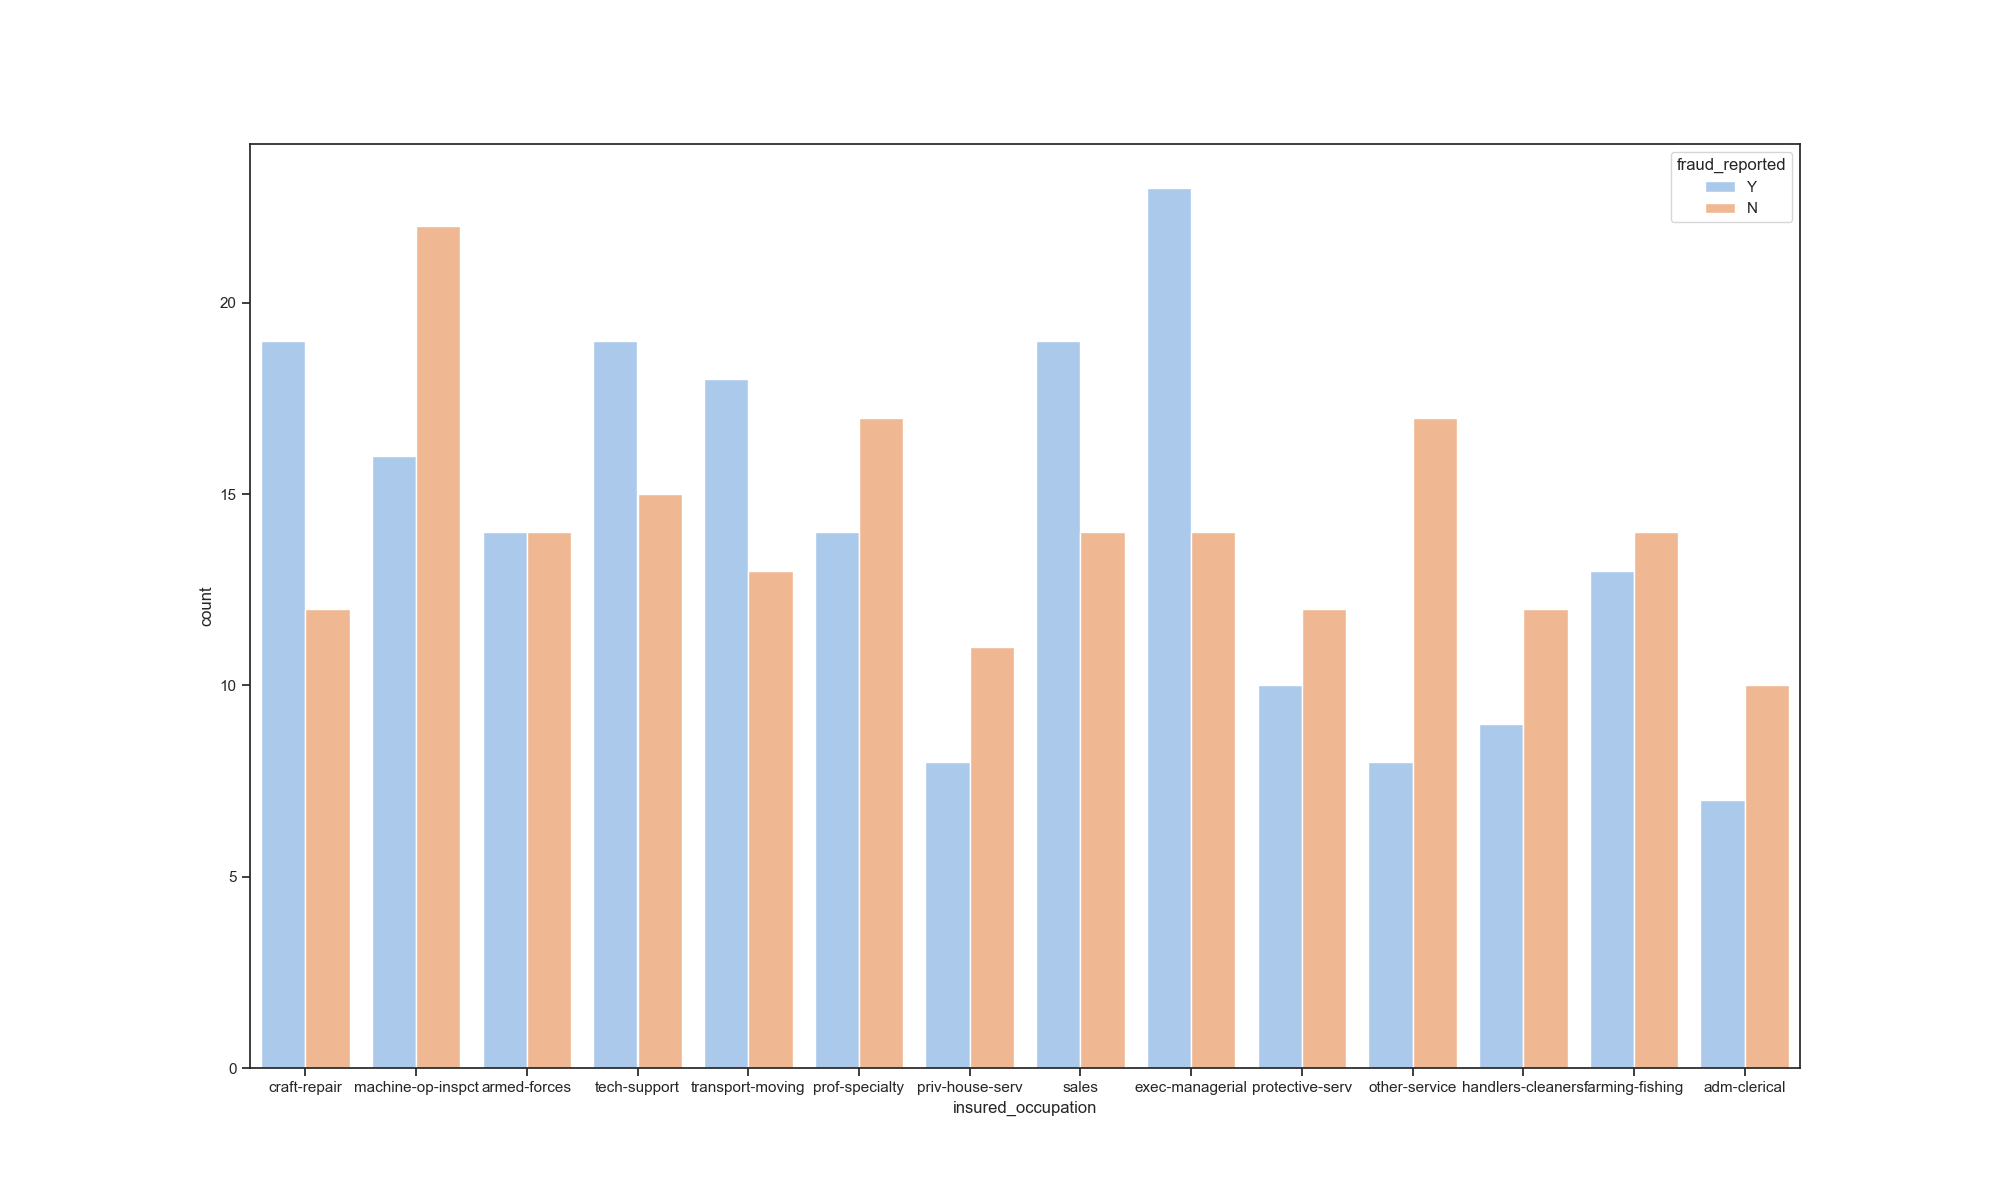 fraud_reported
Y
N
20
15
10
5
0
count
craft-repair machine-op-inspct armed-forces tech-support transport-moving prof-specialty priv-house-serv sales exec-managerial protective-serv other-service handlers-cleaners farming-fishing adm-clerical
insured_occupation